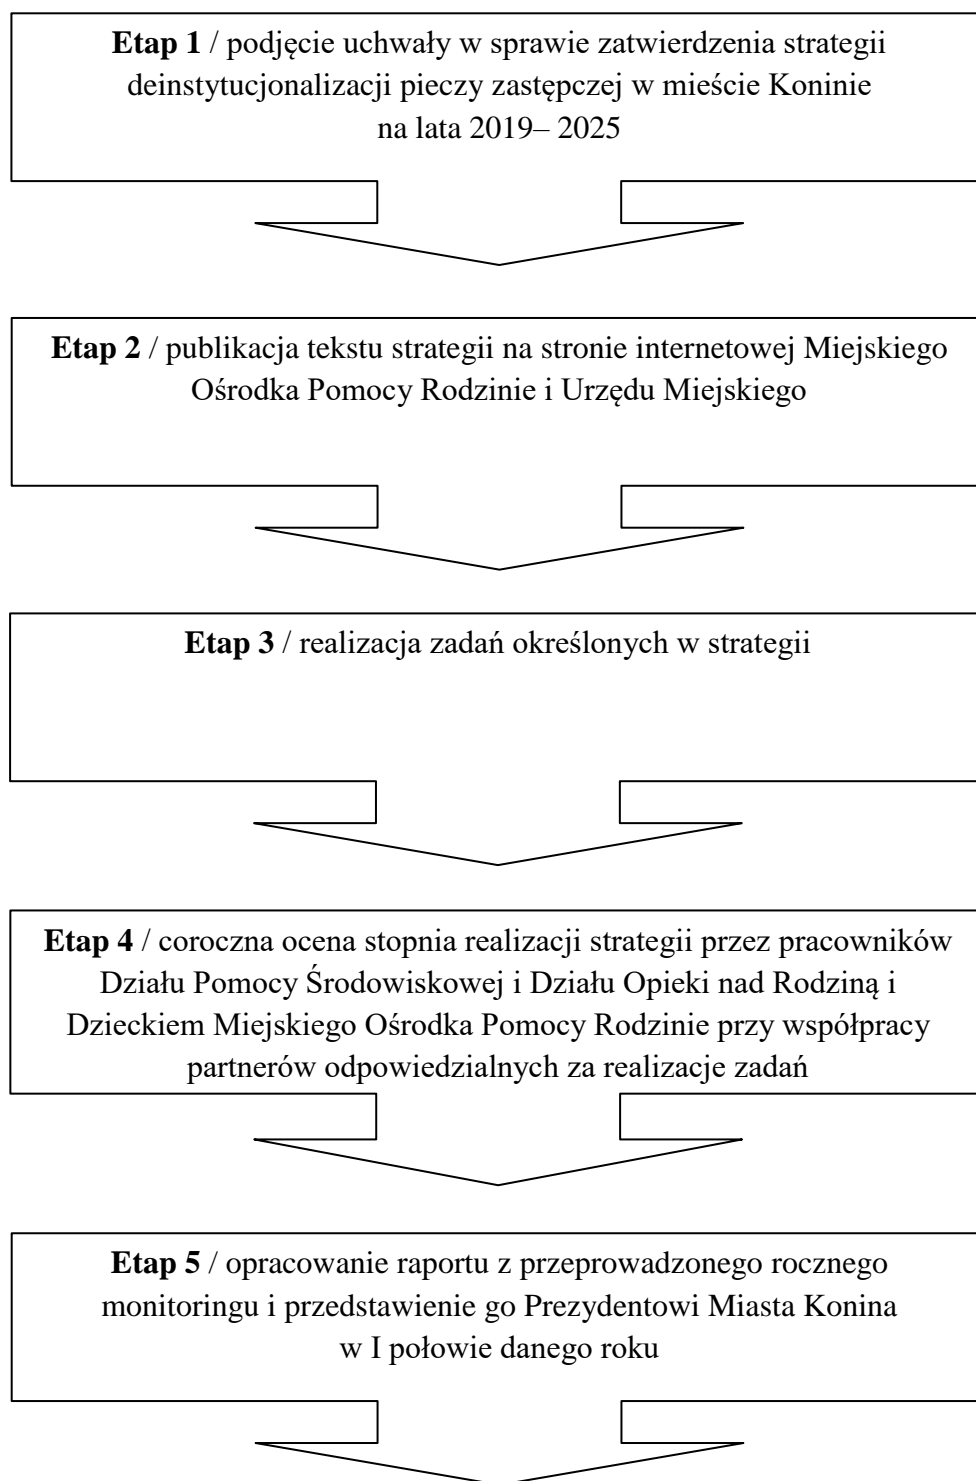 Etap 1 / podjęcie uchwały w sprawie zatwierdzenia strategii
deinstytucjonalizacji pieczy zastępczej w mieście Koninie
na lata 2019– 2025
Etap 2 / publikacja tekstu strategii na stronie internetowej Miejskiego
Ośrodka Pomocy Rodzinie i Urzędu Miejskiego
Etap 3 / realizacja zadań określonych w strategii
Etap 4 / coroczna ocena stopnia realizacji strategii przez pracowników
Działu Pomocy Środowiskowej i Działu Opieki nad Rodziną i
Dzieckiem Miejskiego Ośrodka Pomocy Rodzinie przy współpracy
partnerów odpowiedzialnych za realizacje zadań
Etap 5 / opracowanie raportu z przeprowadzonego rocznego
monitoringu i przedstawienie go Prezydentowi Miasta Konina
w I połowie danego roku